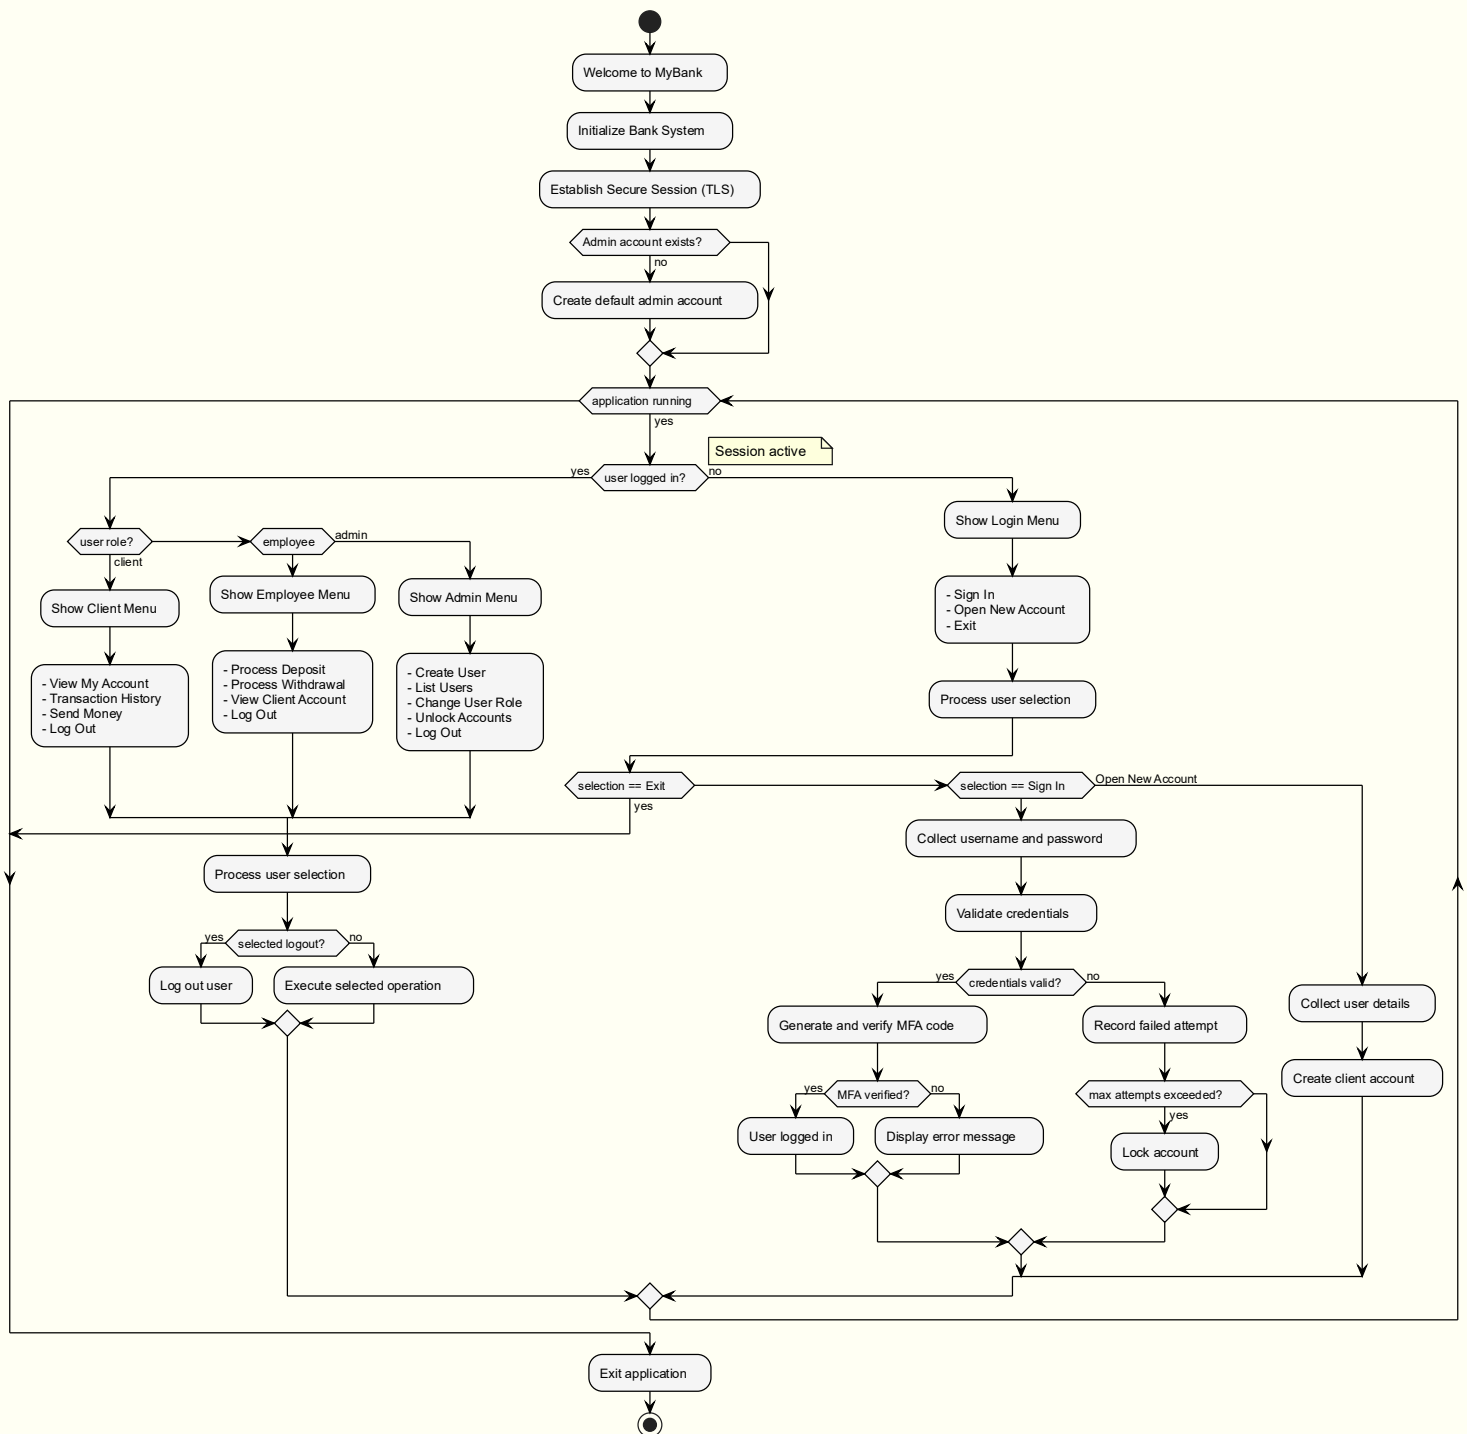 Welcome to MyBank
Initialize Bank System
Establish Secure Session (TLS)
Admin account exists?
no
Create default admin account
application running
yes
Session active
user logged in?
yes
no
user role?
client
employee
admin
Show Client Menu
Show Employee Menu
Show Admin Menu
- View My Account
- Transaction History
- Send Money
- Log Out
- Process Deposit
- Process Withdrawal
- View Client Account
- Log Out
- Create User
- List Users
- Change User Role
- Unlock Accounts
- Log Out
Process user selection
selected logout?
yes
no
Log out user
Execute selected operation
Show Login Menu
- Sign In
- Open New Account
- Exit
Process user selection
selection == Exit
yes
selection == Sign In
Open New Account
Collect username and password
Validate credentials
credentials valid?
yes
no
Generate and verify MFA code
MFA verified?
yes
no
User logged in
Display error message
Record failed attempt
max attempts exceeded?
yes
Lock account
Collect user details
Create client account
Exit application